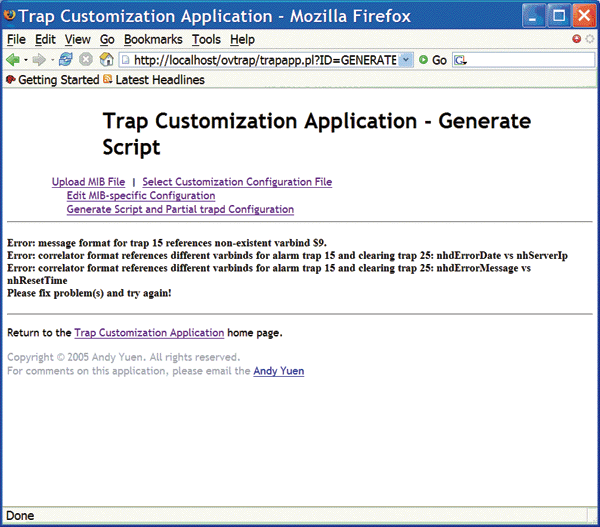 Trap Customization Application - Mozilla Firefox
File Edit View Go Bookmarks Tools Help
http://localhost/ovtrap/trapapp.pl?ID=GENERATE Go
Getting Started Latest Headlines
Trap Customization Application - Generate
Script
Upload MIB File | Select Customization Configuration File
Edit MIB-specific Configuration
Generate Script and Partial trapd Configuration
Error: message format for trap 15 references non-existent varbind S9.
Error: correlator format references different varbinds for alarm trap 15 and clearing trap 25: nhdErrorDate vs nhServerIp
Error: correlator format references different varbinds for alarm trap 15 and clearing trap 25: nhdErrorMessage vs
nhResetTime
Please fix problem(s) and try again!
Return to the Trap Customization Application home page.
Copyright © 2005 Andy Yuen. All rights reserved.
For comments on this application, please email the Andy Yuen
Done